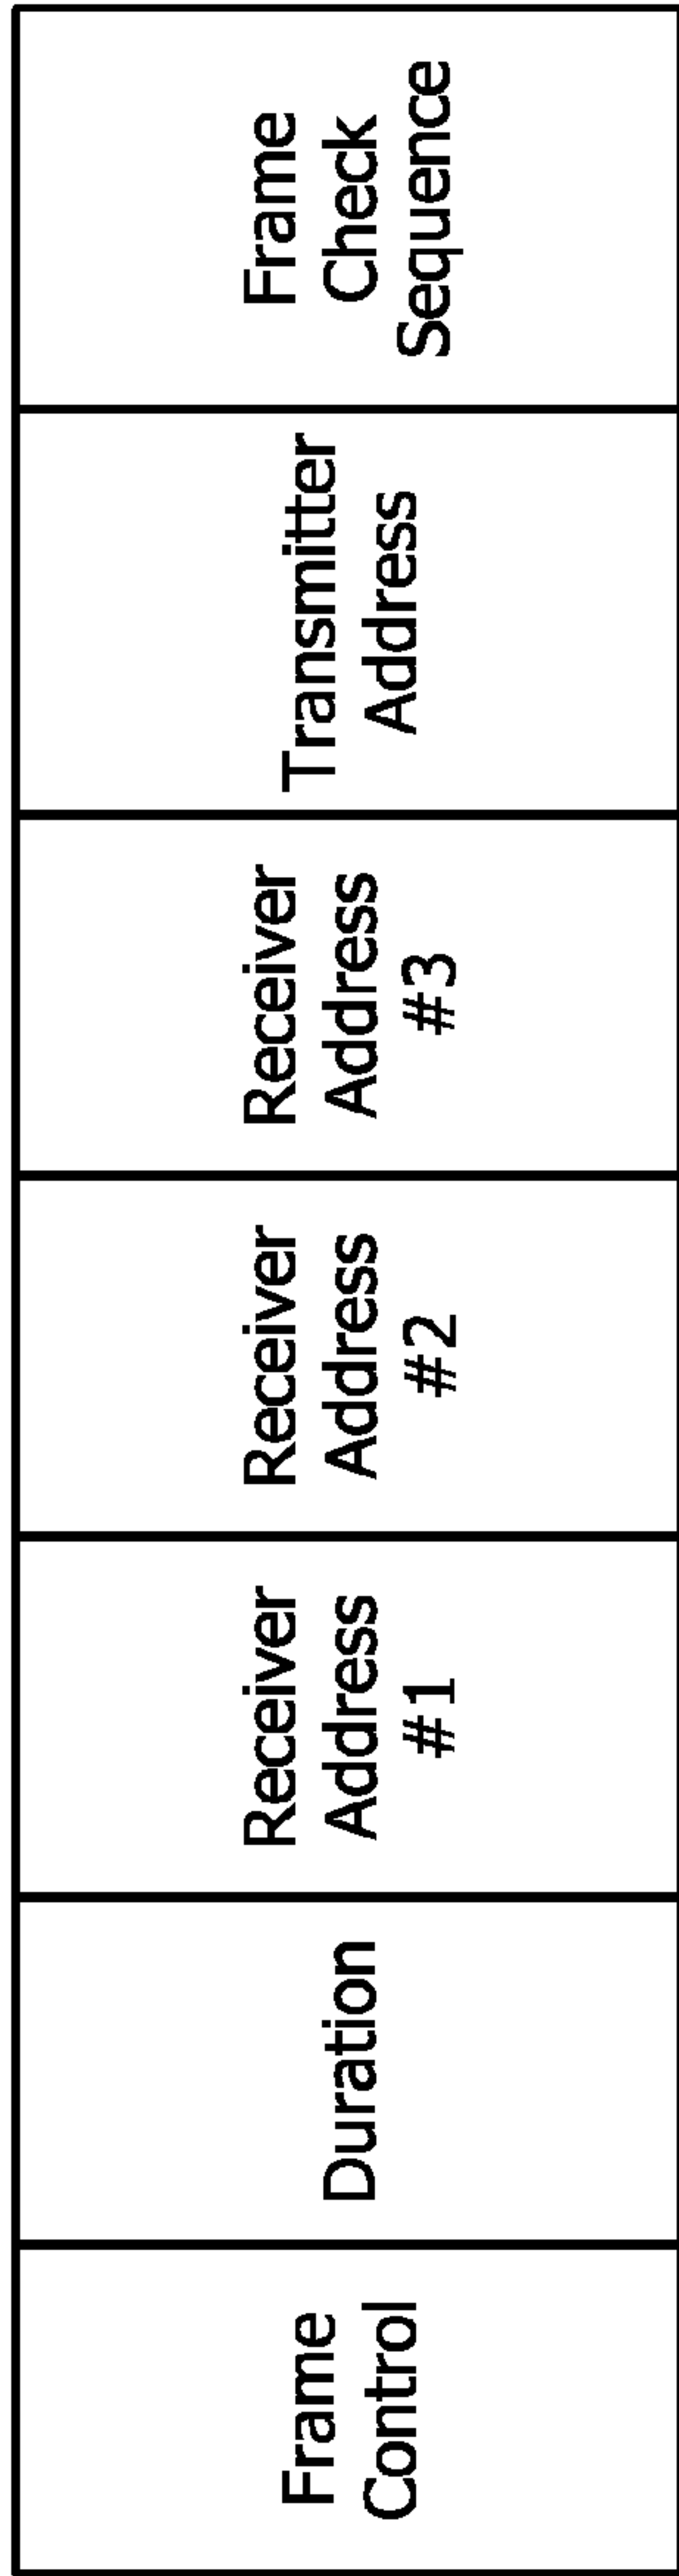 Frame
Control
Duration
Receiver
Address
#1
Receiver
Address
#2
Receiver
Address
#3
Transmitter
Address
Frame
Check
Sequence